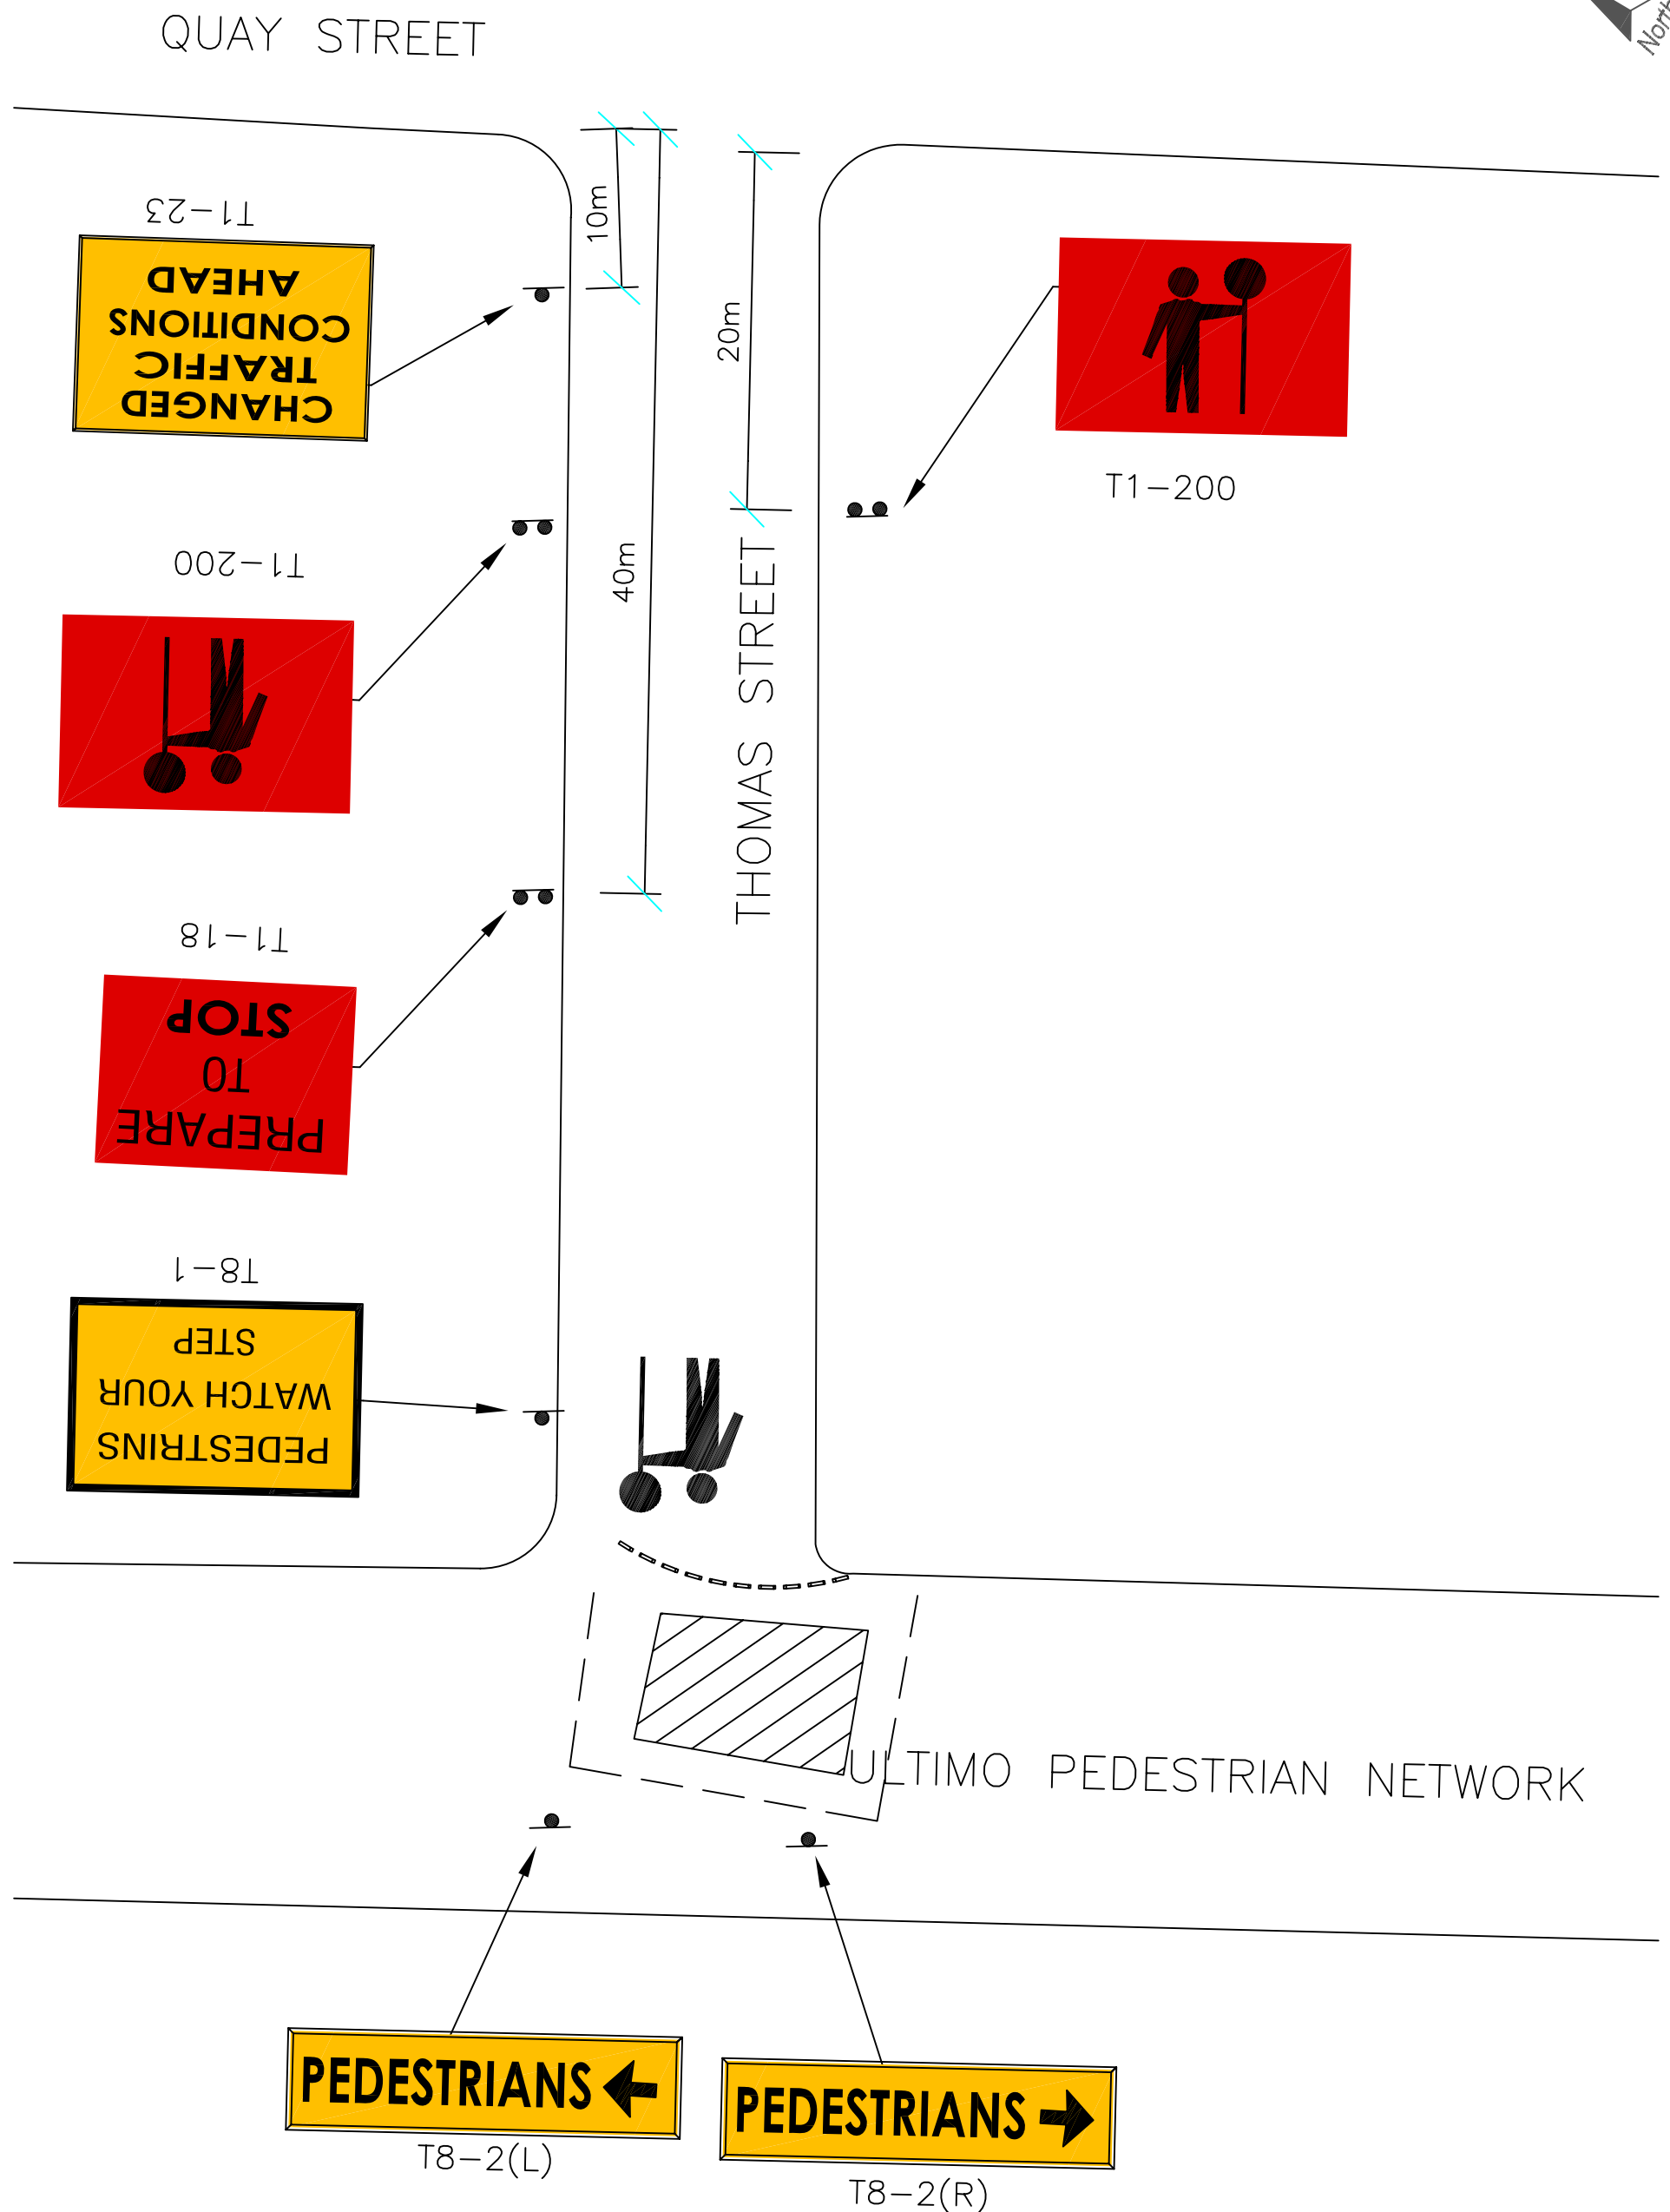 QUAY STREET
North
T1-23
CHANGED
TRAFFIC
CONDITIONS
AHEAD
10m
20m
T1-200
40m
THOMAS STREET
T1-200
T1-18
PREPARE
TO
STOP
T8-1
PEDESTRINS
WATCH YOUR
STEP
ULTIMO PEDESTRIAN NETWORK
PEDESTRIANS
T8-2(L)
PEDESTRIANS
T8-2(R)